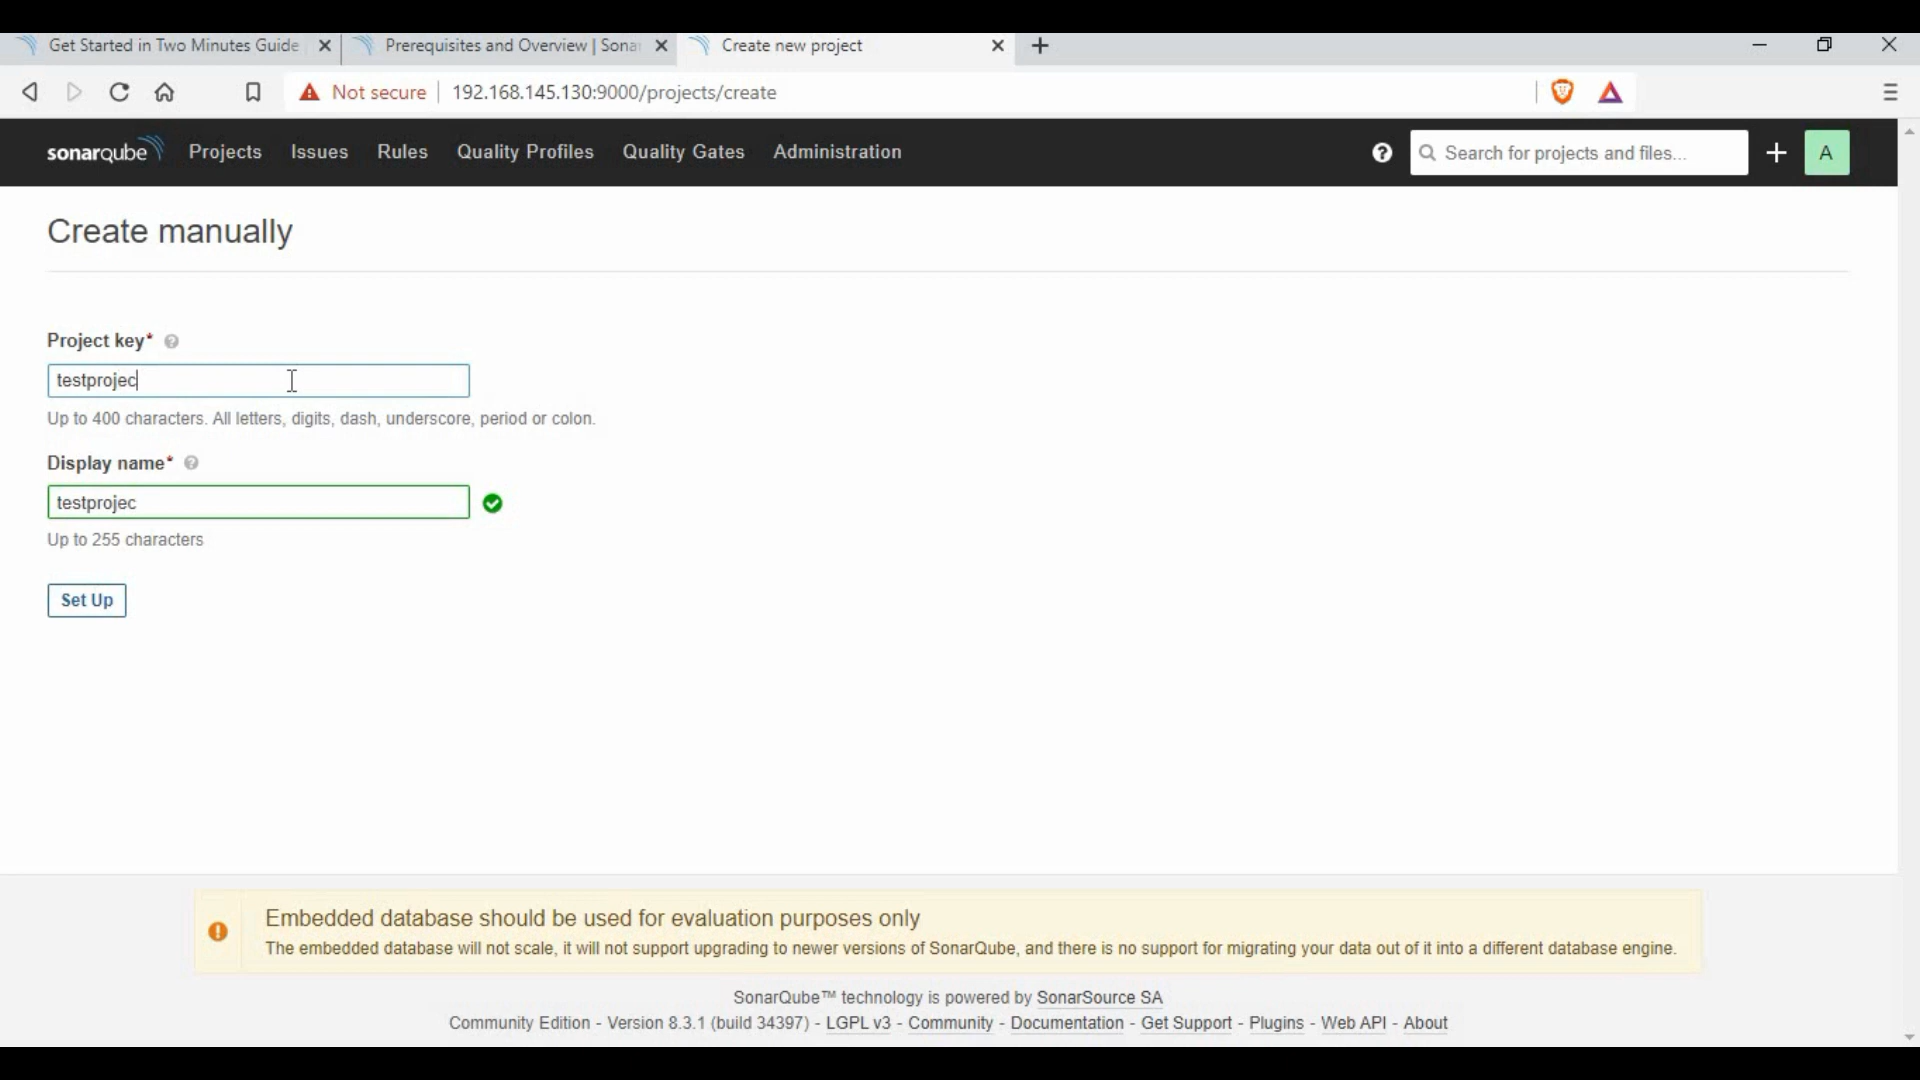 Get Started in Two Minutes Guide
Prerequisites and Overview | Sonar
Create new project
Not secure
192.168.145.130:9000/projects/create
sonarqube
Projects
Issues
Rules
Quality Profiles
Quality Gates
Administration
Search for projects and files...
A
Create manually
Project key*
testprojec
Up to 400 characters. All letters, digits, dash, underscore, period or colon.
Display name*
testprojec
Up to 255 characters
Set Up
Embedded database should be used for evaluation purposes only
The embedded database will not scale, it will not support upgrading to newer versions of SonarQube, and there is no support for migrating your data out of it into a different database engine.
SonarQube™ technology is powered by SonarSource SA
Community Edition - Version 8.3.1 (build 34397) - LGPL v3 - Community - Documentation - Get Support - Plugins - Web API - About